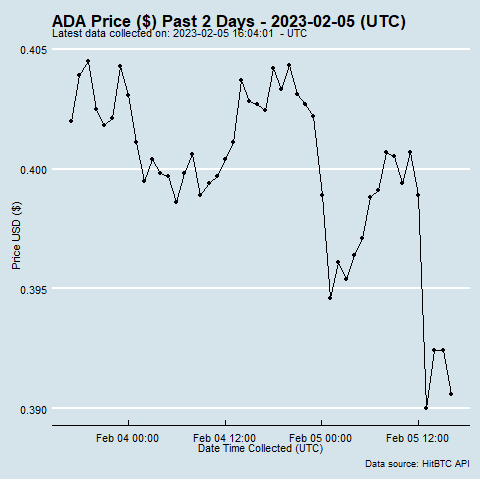 ADA Price ($) Past 2 Days - 2023-02-05 (UTC)
Latest data collected on: 2023-02-05 16:04:01 - UTC
0.405
0.400
0.395
0.390
Price USD ($)
Feb 04 00:00 Feb 04 12:00 Feb 05 00:00 Feb 05 12:00
Date Time Collected (UTC)
Data source: HitBTC API